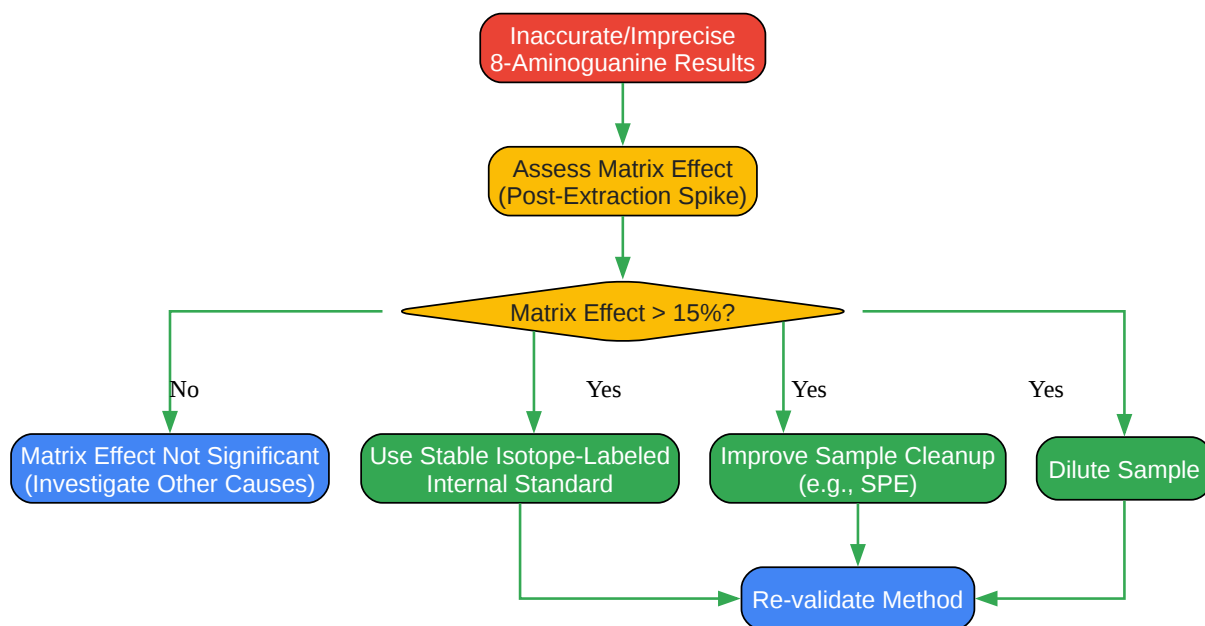 Inaccurate/Imprecise
8-Aminoguanine Results
Assess Matrix Effect
(Post-Extraction Spike)
Matrix Effect > 15%?
No
Yes
Yes
Yes
Matrix Effect Not Significant
(Investigate Other Causes)
Use Stable Isotope-Labeled
Internal Standard
Improve Sample Cleanup
(e.g., SPE)
Dilute Sample
Re-validate Method